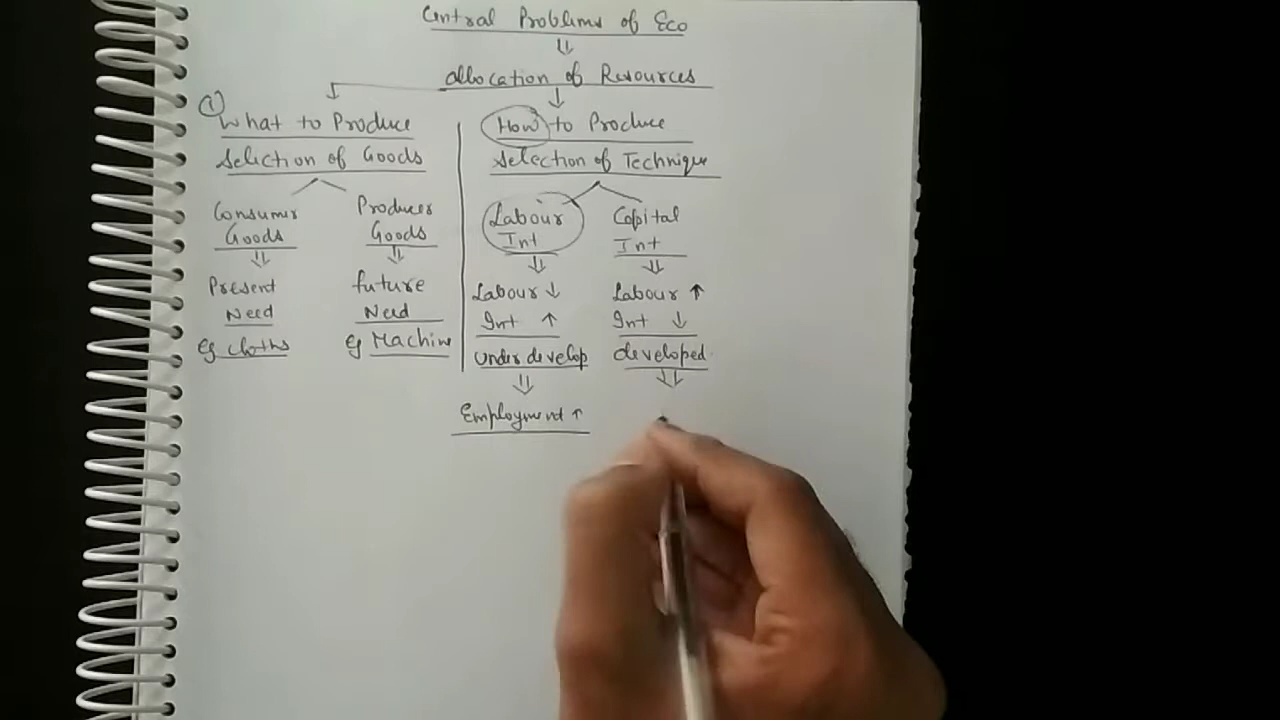 Central Problems of Eco
⇓
allocation of Resources
① What to Produce
Selection of Goods
Consumer Goods
⇓
Present Need
eg cloths
Producer Goods
⇓
future Need
eg Machine
How to Produce
Selection of Technique
Labour Int
⇓
Labour ↓
Int ↑
Under develop
⇓
Employment ↑
Capital Int
⇓
Labour ↑
Int ↓
developed
⇓